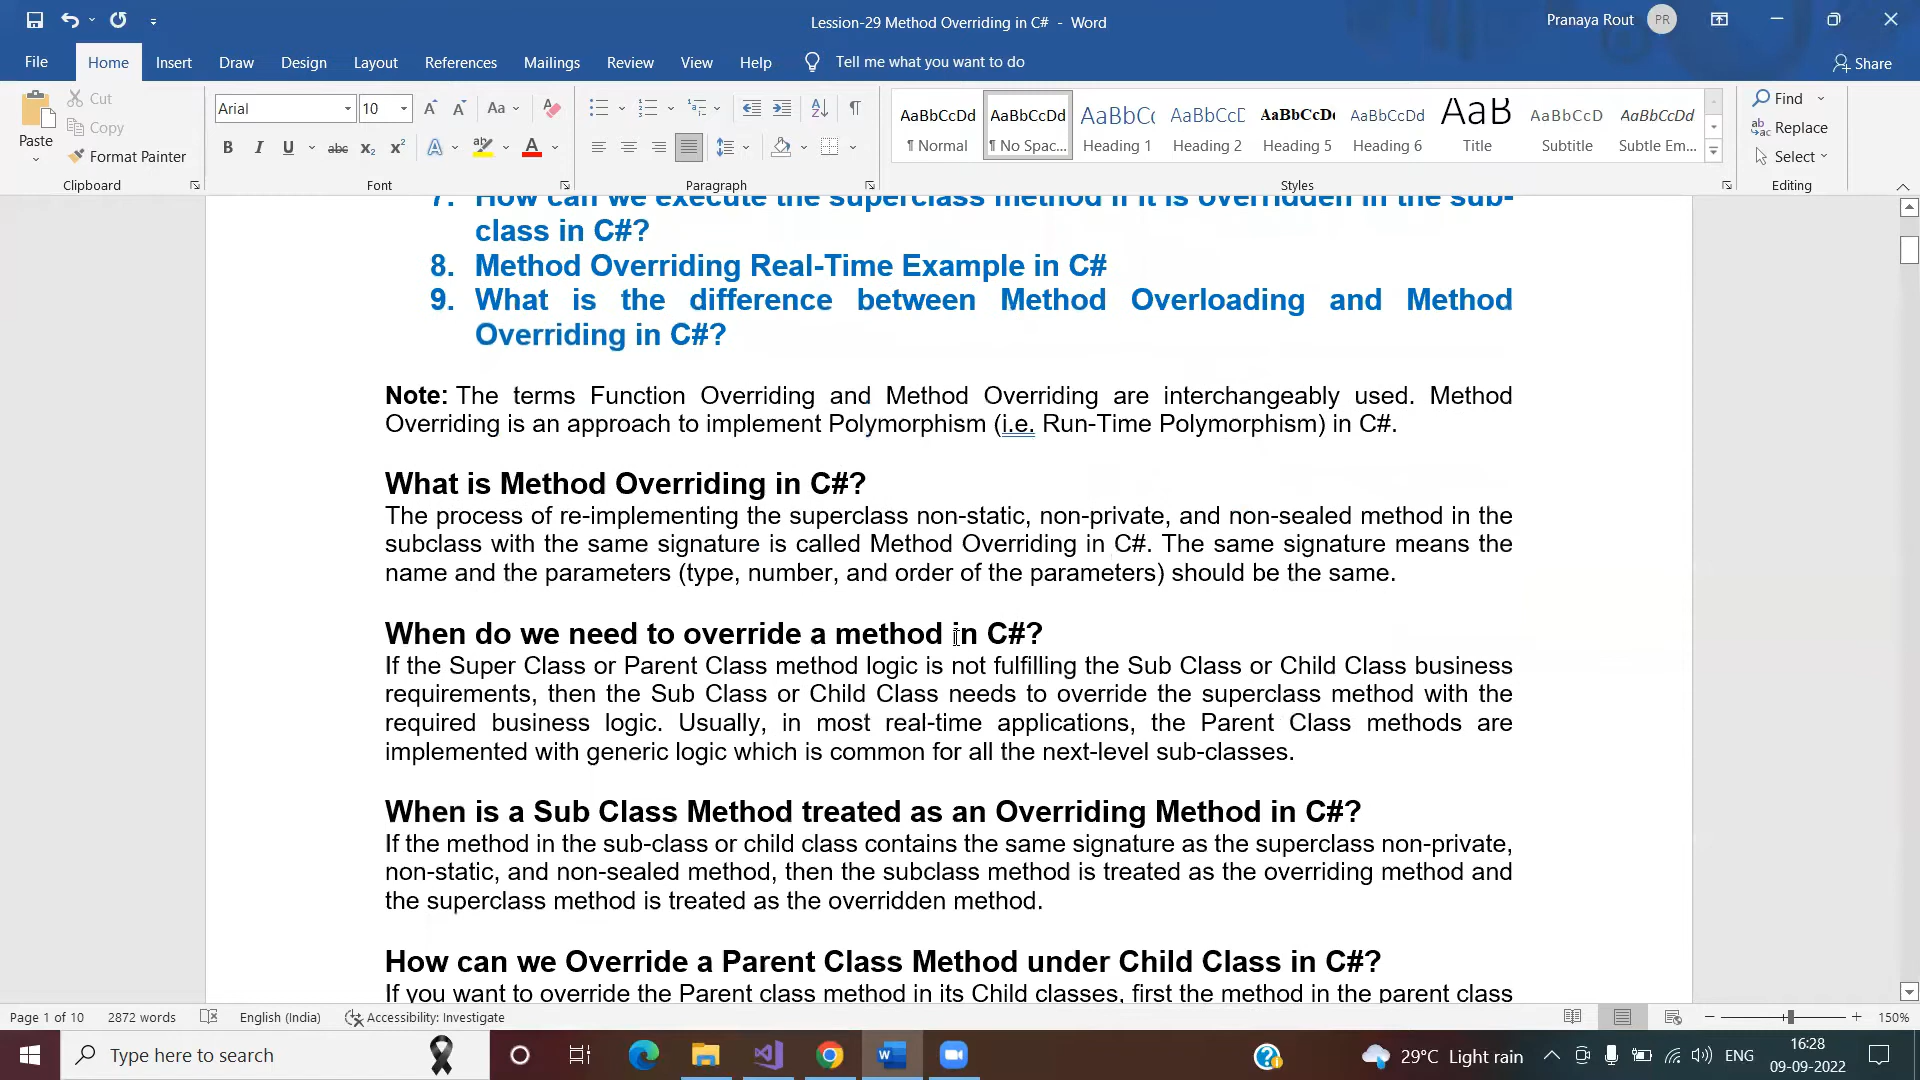 Lession-29 Method Overriding in C# - Word
Pranaya Rout
PR
File
Home
Insert
Draw
Design
Layout
References
Mailings
Review
View
Help
Tell me what you want to do
Share
Paste
Cut
Copy
Format Painter
Clipboard
Arial
10
Font
Paragraph
AaBbCcDd
¶ Normal
AaBbCcDd
¶ No Spac...
AaBbCc
Heading 1
AaBbCcD
Heading 2
AaBbCcDd
Heading 5
AaBbCcDd
Heading 6
AaB
Title
AaBbCcD
Subtitle
AaBbCcDd
Subtle Em...
Styles
Find
Replace
Select
Editing
7. How can we execute the superclass method if it is overridden in the sub-
class in C#?
8. Method Overriding Real-Time Example in C#
9. What is the difference between Method Overloading and Method
Overriding in C#?
Note: The terms Function Overriding and Method Overriding are interchangeably used. Method
Overriding is an approach to implement Polymorphism (i.e. Run-Time Polymorphism) in C#.
What is Method Overriding in C#?
The process of re-implementing the superclass non-static, non-private, and non-sealed method in the
subclass with the same signature is called Method Overriding in C#. The same signature means the
name and the parameters (type, number, and order of the parameters) should be the same.
When do we need to override a method in C#?
If the Super Class or Parent Class method logic is not fulfilling the Sub Class or Child Class business
requirements, then the Sub Class or Child Class needs to override the superclass method with the
required business logic. Usually, in most real-time applications, the Parent Class methods are
implemented with generic logic which is common for all the next-level sub-classes.
When is a Sub Class Method treated as an Overriding Method in C#?
If the method in the sub-class or child class contains the same signature as the superclass non-private,
non-static, and non-sealed method, then the subclass method is treated as the overriding method and
the superclass method is treated as the overridden method.
How can we Override a Parent Class Method under Child Class in C#?
If you want to override the Parent class method in its Child classes, first the method in the parent class
Page 1 of 10
2872 words
English (India)
Accessibility: Investigate
150%
Type here to search
29°C Light rain
ENG
16:28
09-09-2022